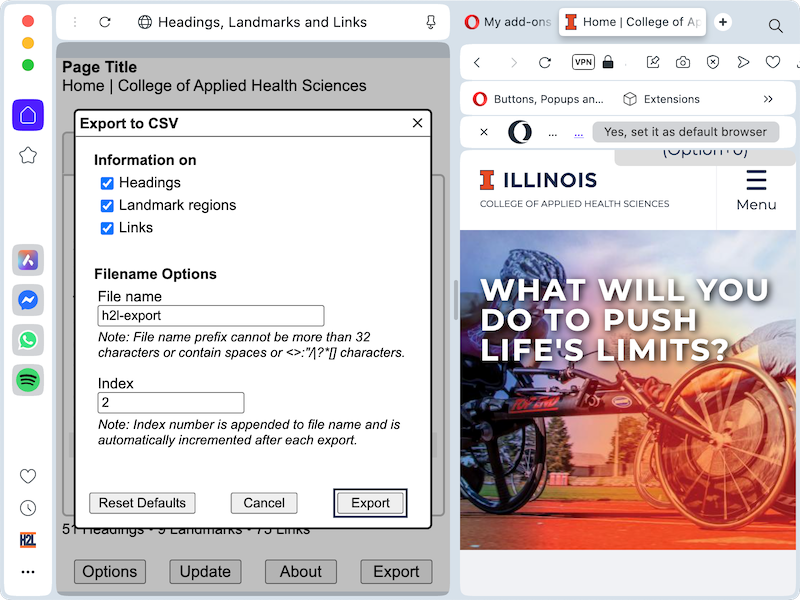 Headings, Landmarks and Links
Page Title
Home | College of Applied Health Sciences
Export to CSV
Information on
Headings
Landmark regions
Links
Filename Options
File name
h2l-export
Note: File name prefix cannot be more than 32
characters or contain spaces or <>:"/|?*[] characters.
Index
2
Note: Index number is appended to file name and is
automatically incremented after each export.
Reset Defaults
Cancel
Export
51 Headings • 9 Landmarks • 75 Links
Options
Update
About
Export
H2L
My add-ons
Home | College of Ap
VPN
Buttons, Popups an...
Extensions
...
...
Yes, set it as default browser
(Option+6)
ILLINOIS
COLLEGE OF APPLIED HEALTH SCIENCES
Menu
WHAT WILL YOU
DO TO PUSH
LIFE'S LIMITS?
TOP END